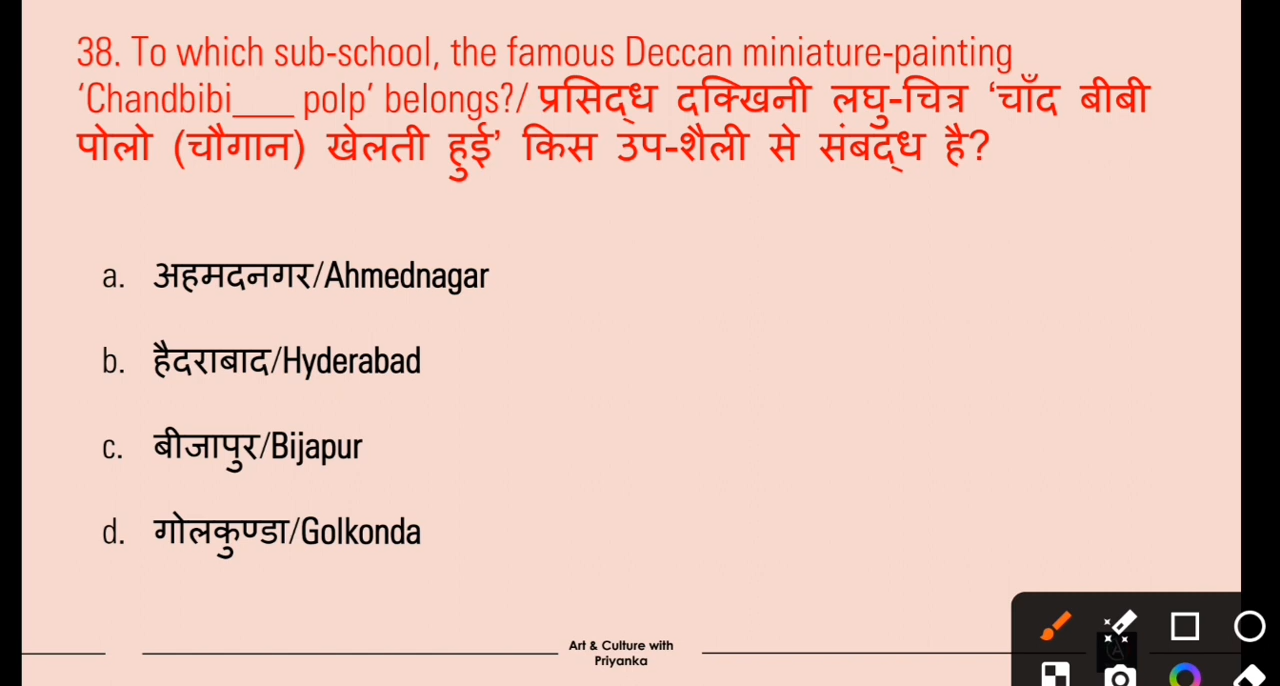 38. To which sub-school, the famous Deccan miniature-painting
‘Chandbibi___ polp’ belongs?/ प्रसिद्ध दक्खिनी लघु-चित्र ‘चाँद बीबी
पोलो (चौगान) खेलती हुई’ किस उप-शैली से संबद्ध है?
a. अहमदनगर/Ahmednagar
b. हैदराबाद/Hyderabad
c. बीजापुर/Bijapur
d. गोलकुण्डा/Golkonda
Art & Culture with
Priyanka